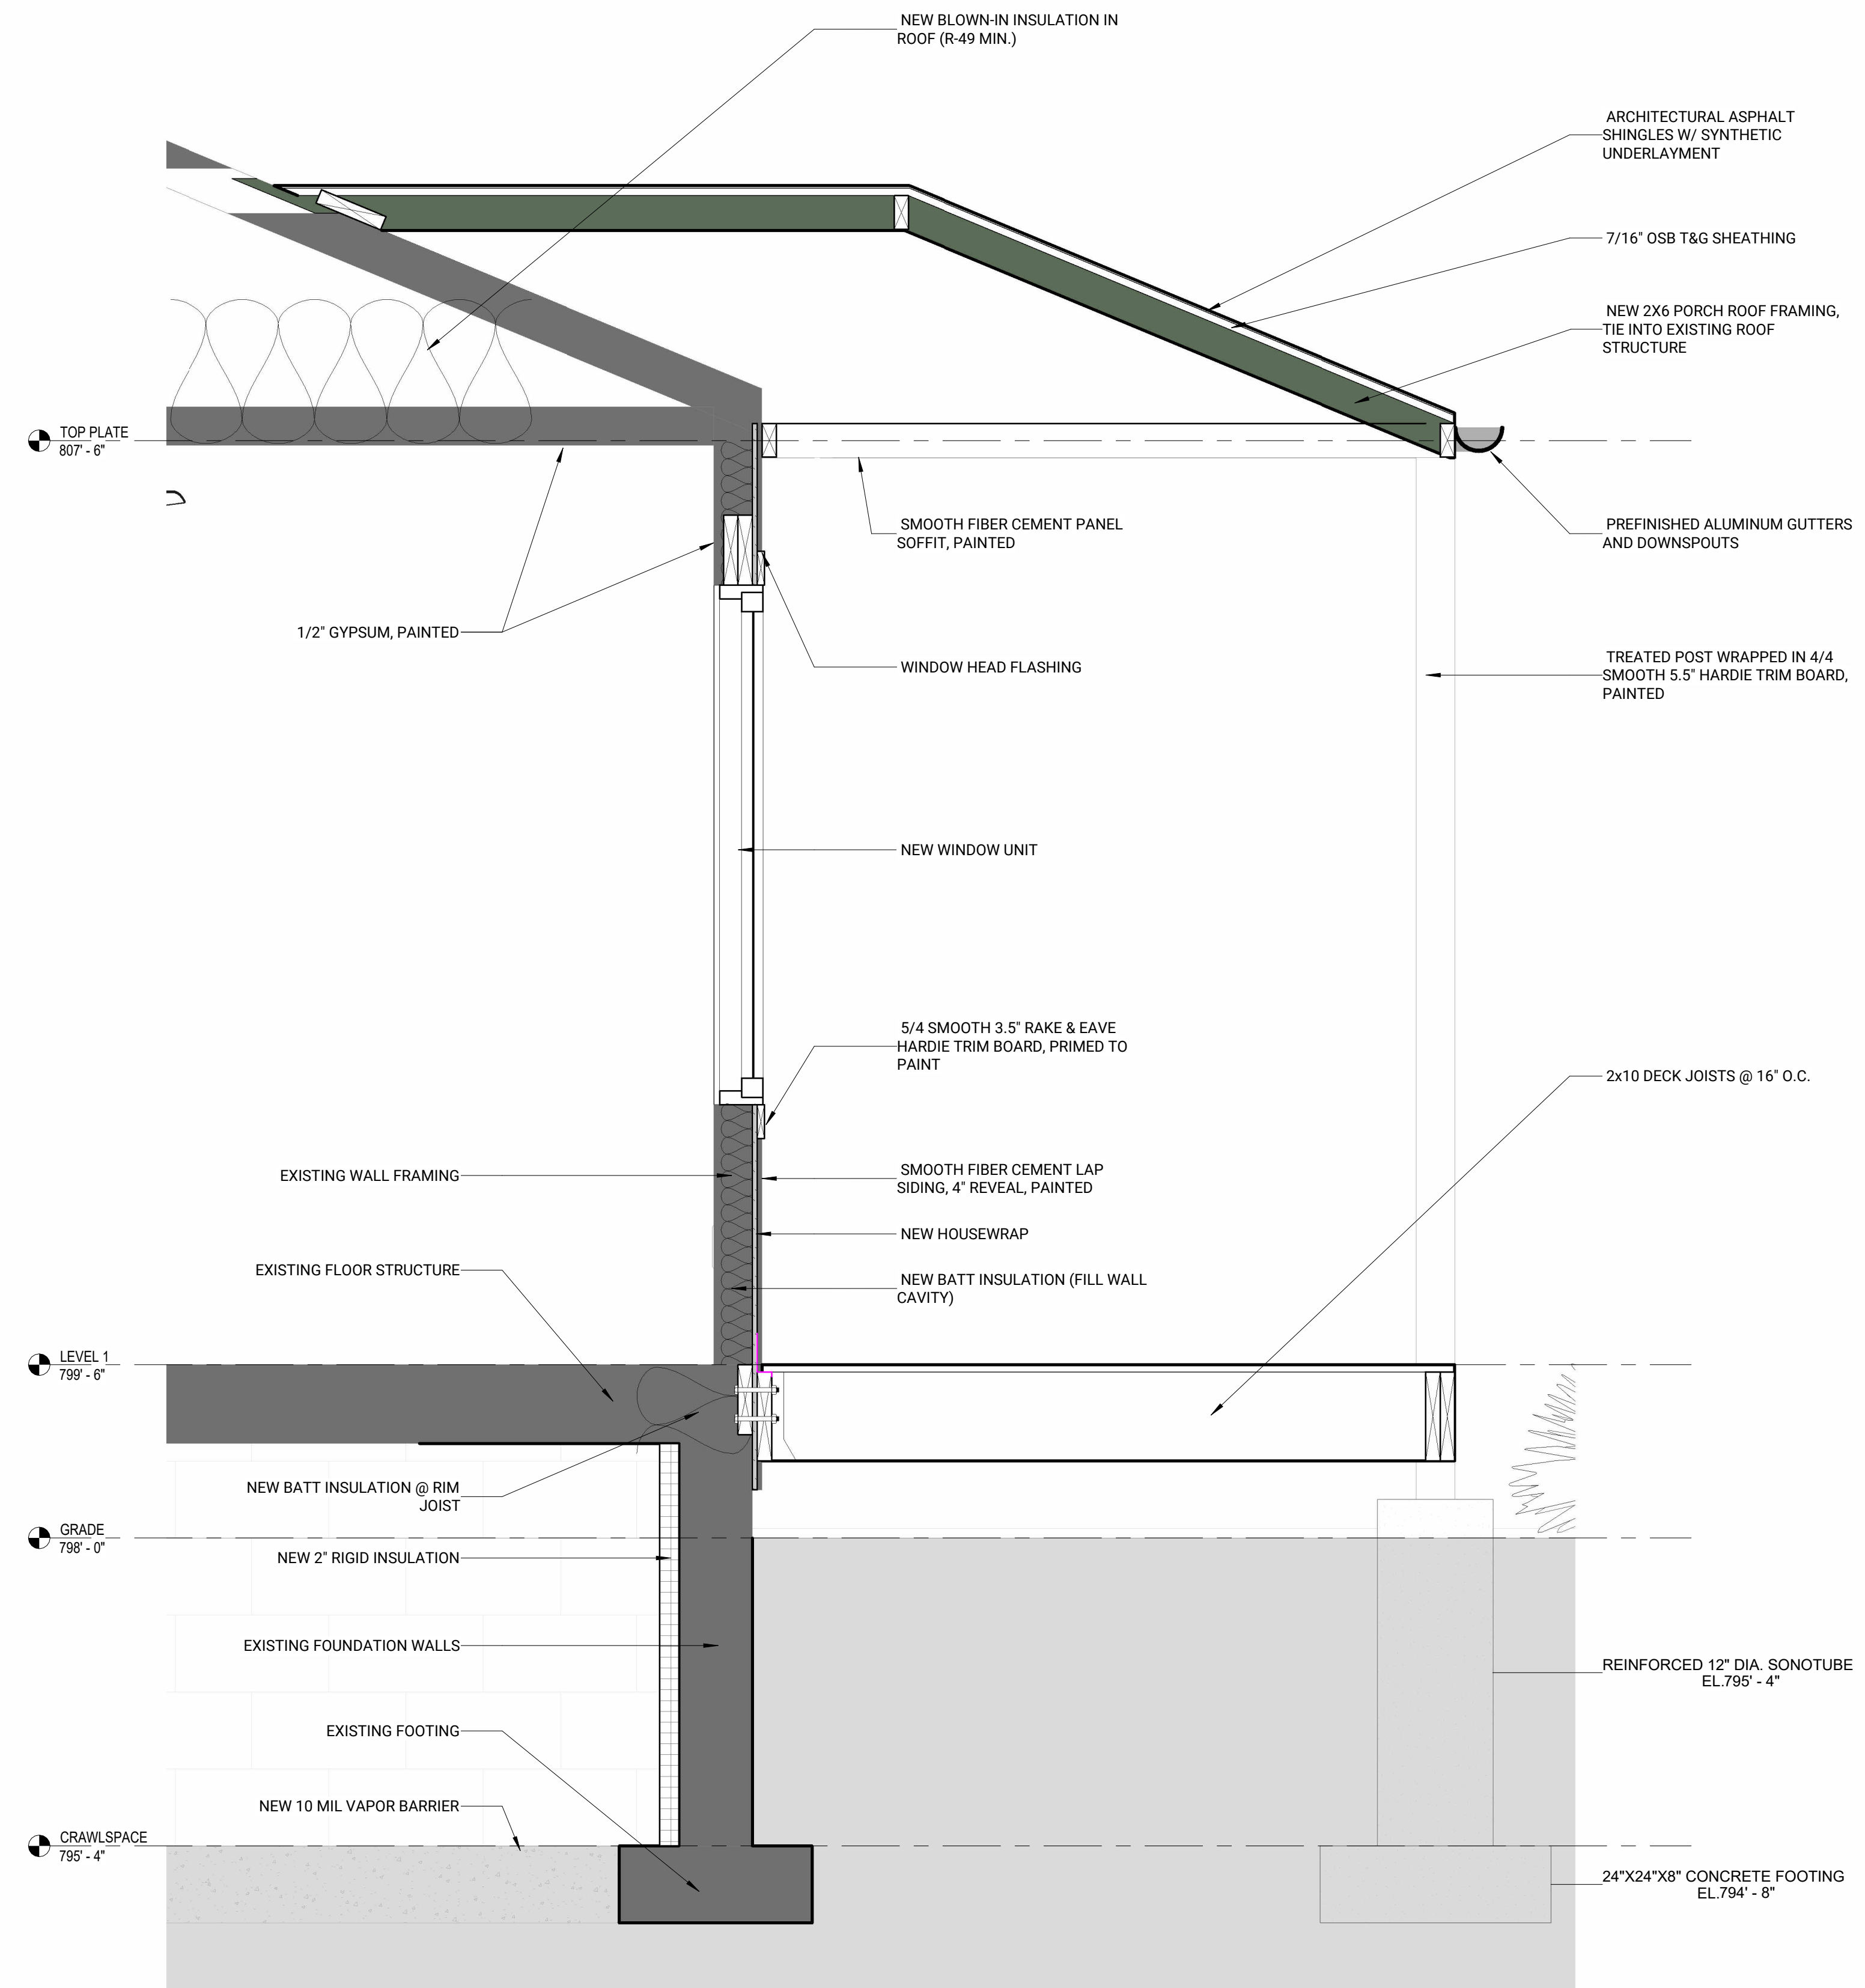 NEW BLOWN-IN INSULATION IN
ROOF (R-49 MIN.)
ARCHITECTURAL ASPHALT
SHINGLES W/ SYNTHETIC
UNDERLAYMENT
7/16" OSB T&G SHEATHING
NEW 2X6 PORCH ROOF FRAMING,
TIE INTO EXISTING ROOF
STRUCTURE
TOP PLATE
807' - 6"
SMOOTH FIBER CEMENT PANEL
SOFFIT, PAINTED
PREFINISHED ALUMINUM GUTTERS
AND DOWNSPOUTS
1/2" GYPSUM, PAINTED
WINDOW HEAD FLASHING
TREATED POST WRAPPED IN 4/4
SMOOTH 5.5" HARDIE TRIM BOARD,
PAINTED
NEW WINDOW UNIT
5/4 SMOOTH 3.5" RAKE & EAVE
HARDIE TRIM BOARD, PRIMED TO
PAINT
2x10 DECK JOISTS @ 16" O.C.
EXISTING WALL FRAMING
SMOOTH FIBER CEMENT LAP
SIDING, 4" REVEAL, PAINTED
NEW HOUSEWRAP
EXISTING FLOOR STRUCTURE
NEW BATT INSULATION (FILL WALL
CAVITY)
LEVEL 1
799' - 6"
NEW BATT INSULATION @ RIM
JOIST
GRADE
798' - 0"
NEW 2" RIGID INSULATION
EXISTING FOUNDATION WALLS
REINFORCED 12" DIA. SONOTUBE
EL.795' - 4"
EXISTING FOOTING
NEW 10 MIL VAPOR BARRIER
CRAWLSPACE
795' - 4"
24"X24"X8" CONCRETE FOOTING
EL.794' - 8"